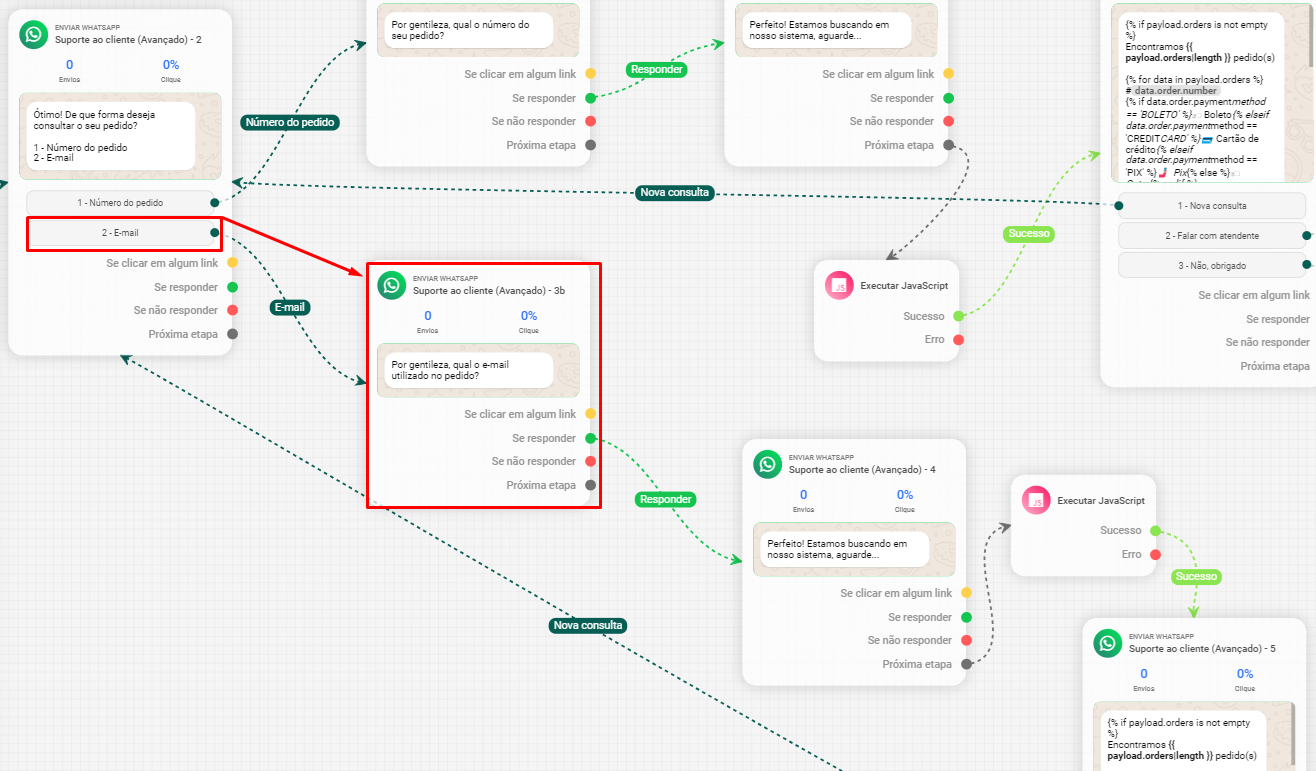 ENVIAR WHATSAPP
Suporte ao cliente (Avançado) - 2
0
0%
Envios
Clique
Ótimo! De que forma deseja
consultar o seu pedido?
1 - Número do pedido
2 - E-mail
1 - Número do pedido
2 - E-mail
Se clicar em algum link
Se responder
Se não responder
Próxima etapa
Número do pedido
E-mail
Por gentileza, qual o número do
seu pedido?
Se clicar em algum link
Se responder
Se não responder
Próxima etapa
Responder
Perfeito! Estamos buscando em
nosso sistema, aguarde...
Se clicar em algum link
Se responder
Se não responder
Próxima etapa
Nova consulta
Executar JavaScript
Sucesso
Erro
Sucesso
{% if payload.orders is not empty
%}
Encontramos {{
payload.orders|length }} pedido(s)
{% for data in payload.orders %}
# data.order.number
{% if data.order.paymentmethod
== 'BOLETO' %} Boleto{% elseif
data.order.paymentmethod ==
'CREDITCARD' %} Cartão de
crédito{% elseif
data.order.paymentmethod ==
'PIX' %} Pix{% else %}
1 - Nova consulta
2 - Falar com atendente
3 - Não, obrigado
Se clicar em algum link
Se responder
Se não responder
Próxima etapa
ENVIAR WHATSAPP
Suporte ao cliente (Avançado) - 3b
0
0%
Envios
Clique
Por gentileza, qual o e-mail
utilizado no pedido?
Se clicar em algum link
Se responder
Se não responder
Próxima etapa
Responder
Nova consulta
ENVIAR WHATSAPP
Suporte ao cliente (Avançado) - 4
0
0%
Envios
Clique
Perfeito! Estamos buscando em
nosso sistema, aguarde...
Se clicar em algum link
Se responder
Se não responder
Próxima etapa
Executar JavaScript
Sucesso
Erro
Sucesso
ENVIAR WHATSAPP
Suporte ao cliente (Avançado) - 5
0
0%
Envios
Clique
{% if payload.orders is not empty
%}
Encontramos {{
payload.orders|length }} pedido(s)